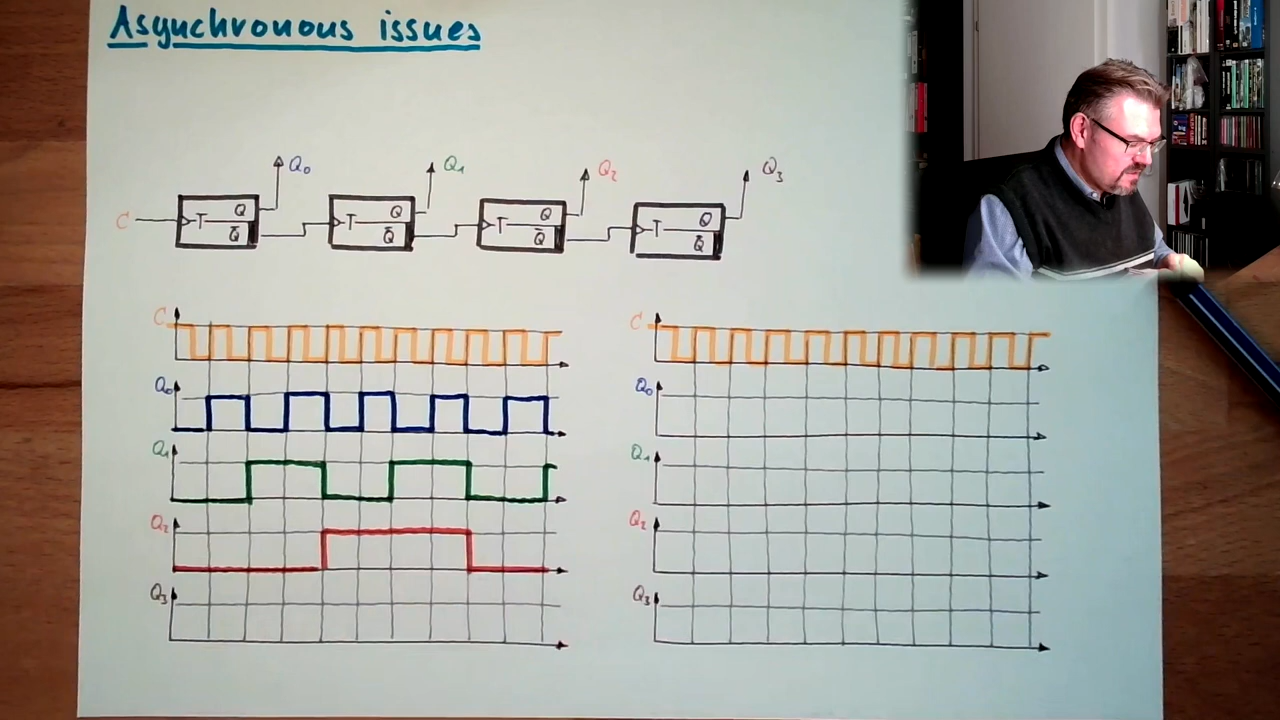 Asynchronous issues
Q₀ Q₁ Q₂ Q₃
C T Q Q̅ T Q Q̅ T Q Q̅ T Q Q̅
C C
Q₀ Q₀
Q₁ Q₁
Q₂ Q₂
Q₃ Q₃